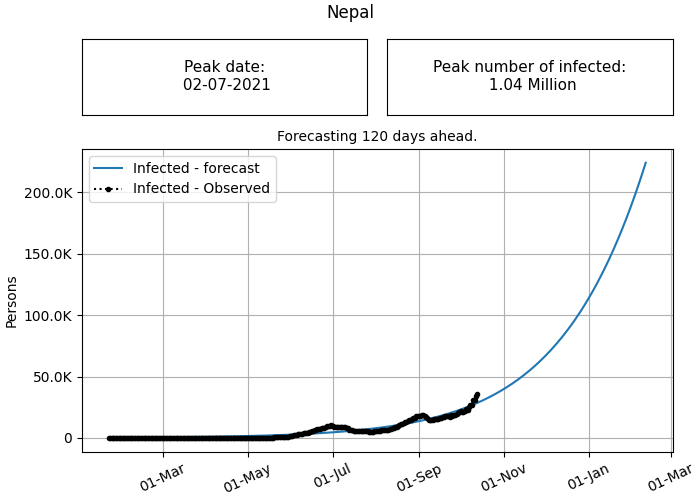 Nepal
Peak date:
02-07-2021
Peak number of infected:
1.04 Million
Forecasting 120 days ahead.
Infected - forecast
Infected - Observed
200.0K
150.0K
100.0K
50.0K
0
Persons
01-Mar
01-May
01-Jul
01-Sep
01-Nov
01-Jan
01-Mar